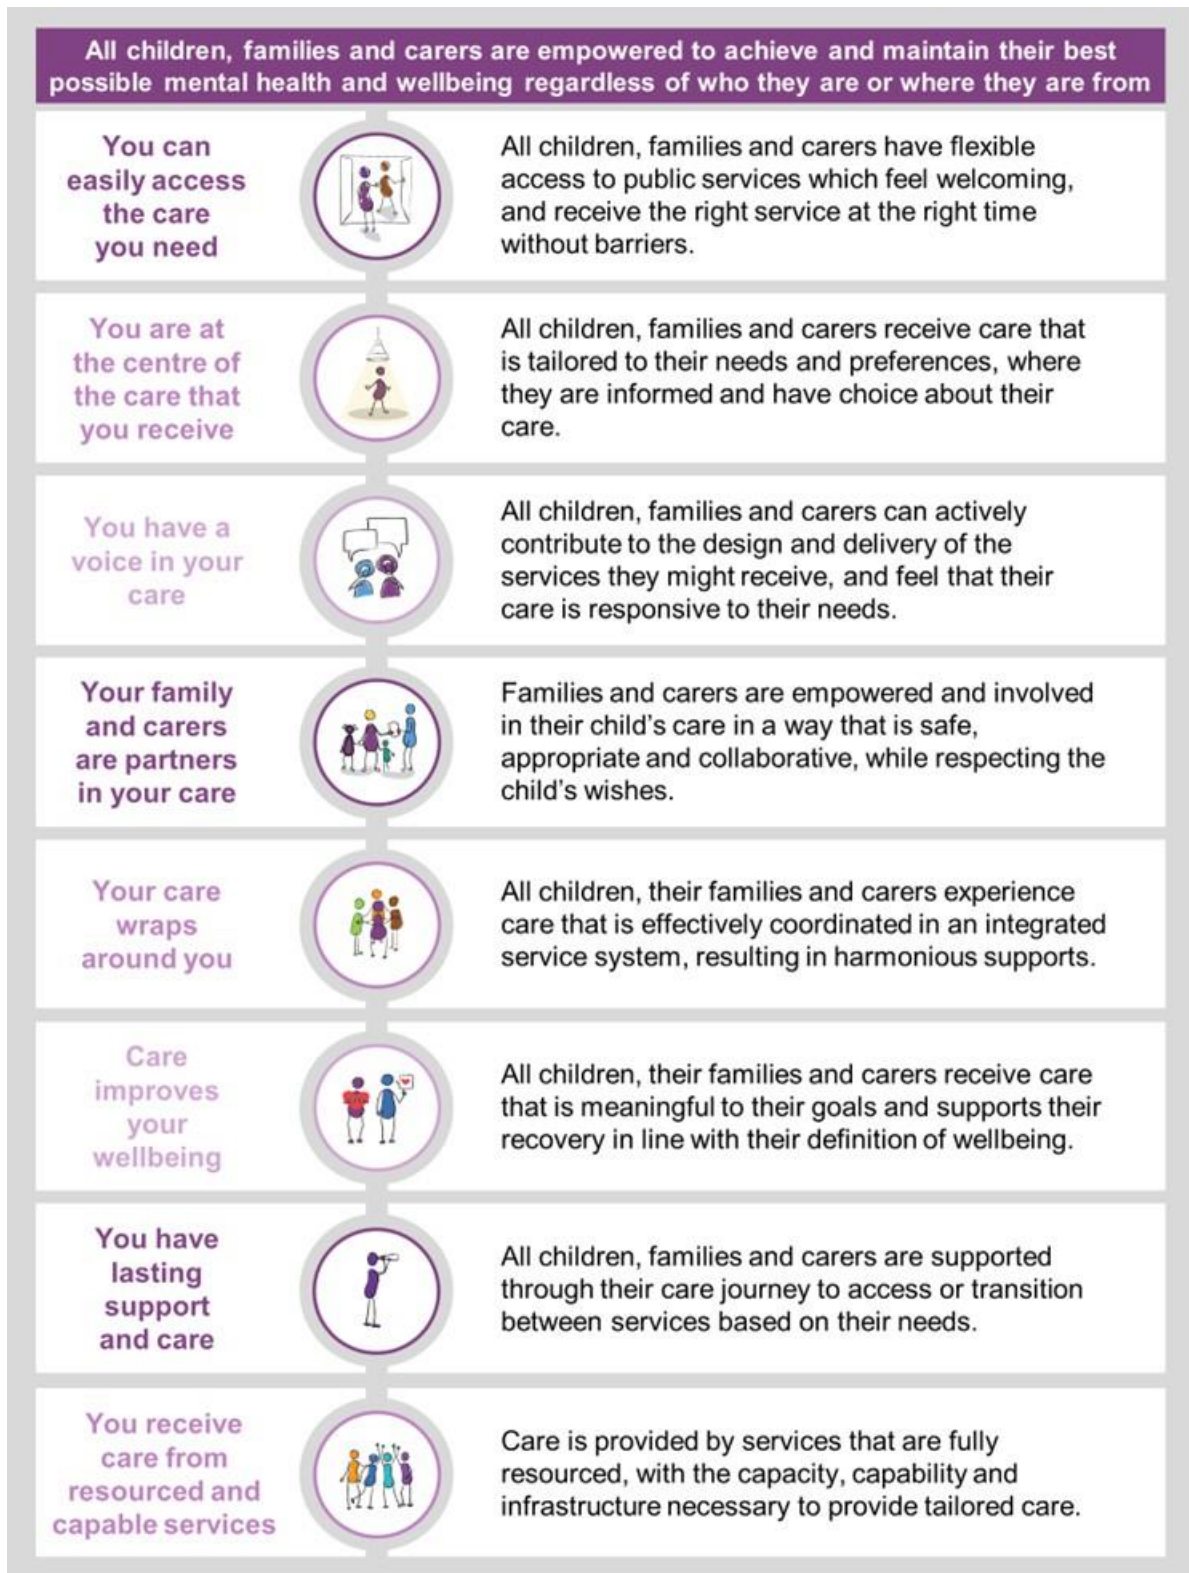 All children, families and carers are empowered to achieve and maintain their best
possible mental health and wellbeing regardless of who they are or where they are from
You can
easily access
the care
you need
All children, families and carers have flexible
access to public services which feel welcoming,
and receive the right service at the right time
without barriers.
You are at
the centre of
the care that
you receive
All children, families and carers receive care that
is tailored to their needs and preferences, where
they are informed and have choice about their
care.
You have a
voice in your
care
All children, families and carers can actively
contribute to the design and delivery of the
services they might receive, and feel that their
care is responsive to their needs.
Your family
and carers
are partners
in your care
Families and carers are empowered and involved
in their child's care in a way that is safe,
appropriate and collaborative, while respecting the
child's wishes.
Your care
wraps
around you
All children, their families and carers experience
care that is effectively coordinated in an integrated
service system, resulting in harmonious supports.
Care
improves
your
wellbeing
All children, their families and carers receive care
that is meaningful to their goals and supports their
recovery in line with their definition of wellbeing.
You have
lasting
support
and care
All children, families and carers are supported
through their care journey to access or transition
between services based on their needs.
You receive
care from
resourced and
capable services
Care is provided by services that are fully
resourced, with the capacity, capability and
infrastructure necessary to provide tailored care.